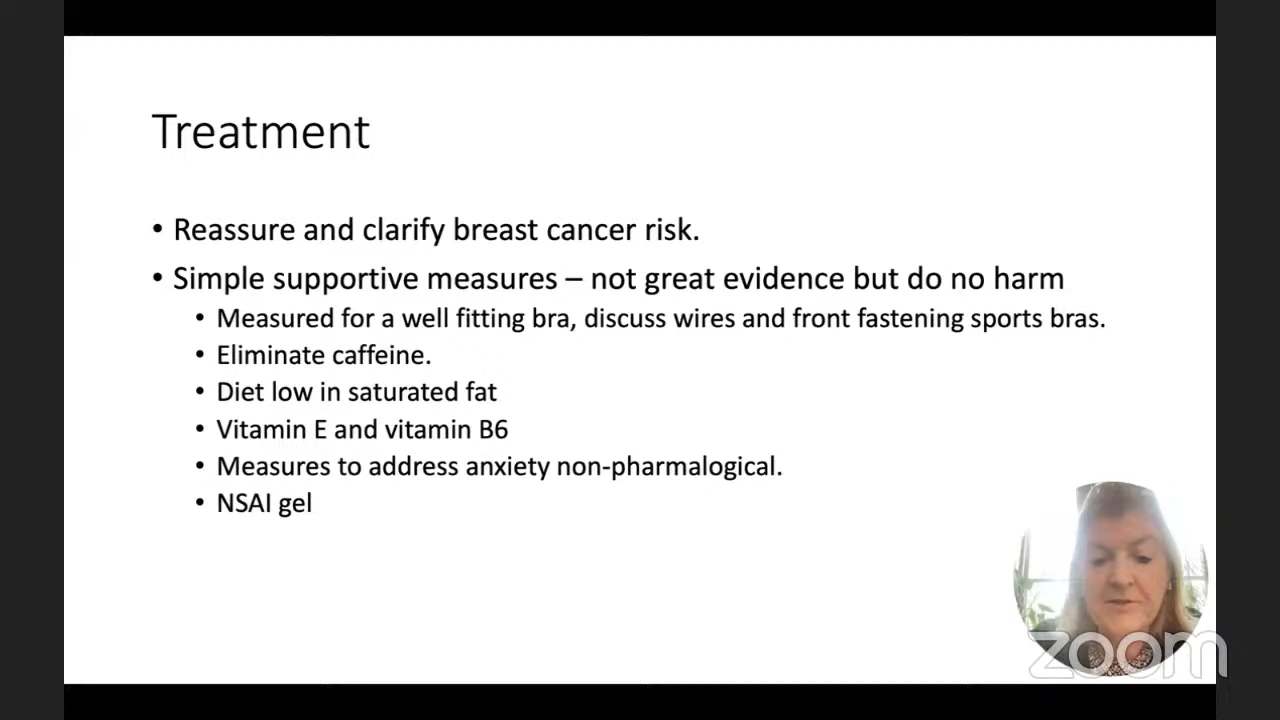 Treatment
• Reassure and clarify breast cancer risk.
• Simple supportive measures – not great evidence but do no harm
• Measured for a well fitting bra, discuss wires and front fastening sports bras.
• Eliminate caffeine.
• Diet low in saturated fat
• Vitamin E and vitamin B6
• Measures to address anxiety non-pharmalogical.
• NSAI gel
zoom